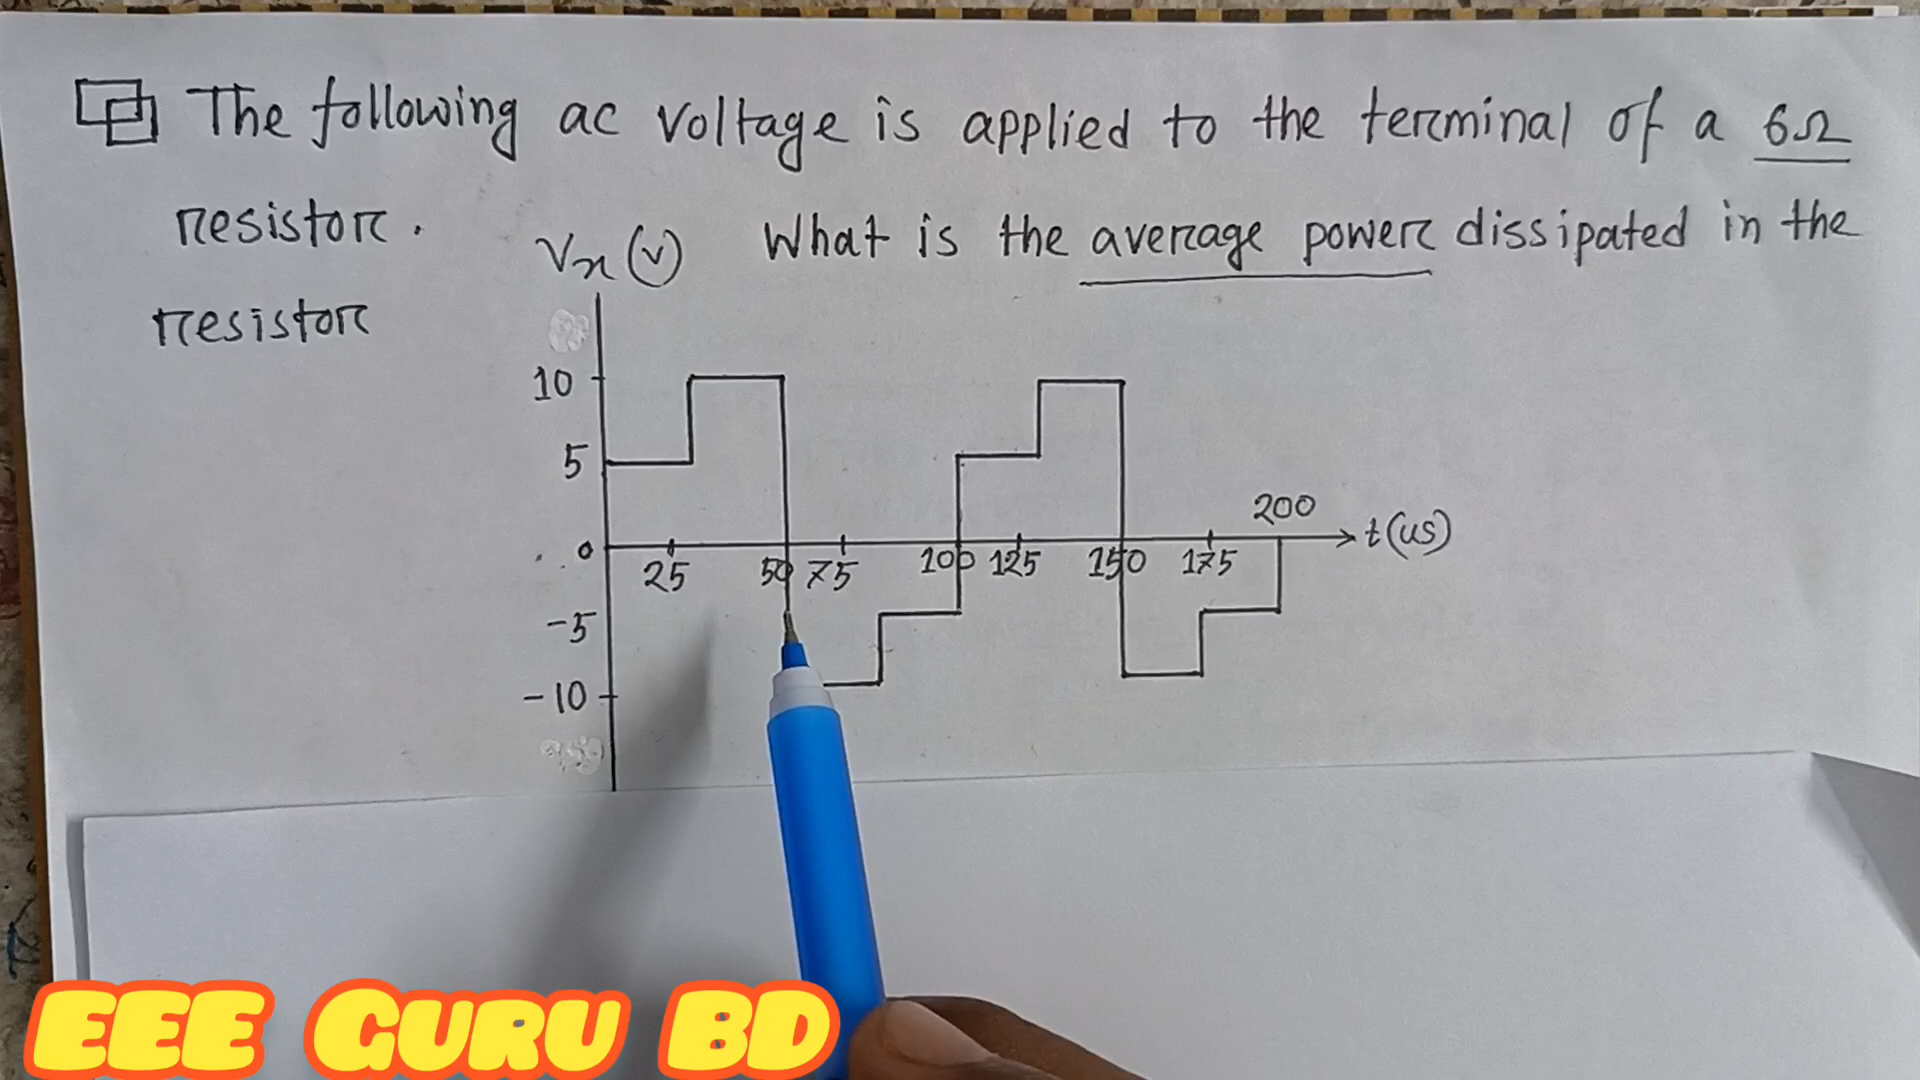 The following ac voltage is applied to the terminal of a 6Ω
resistor. What is the average power dissipated in the
resistor
Vx (v)
10
5
0
-5
-10
25 50 75 100 125 150 175 200 t(us)
EEE GURU BD